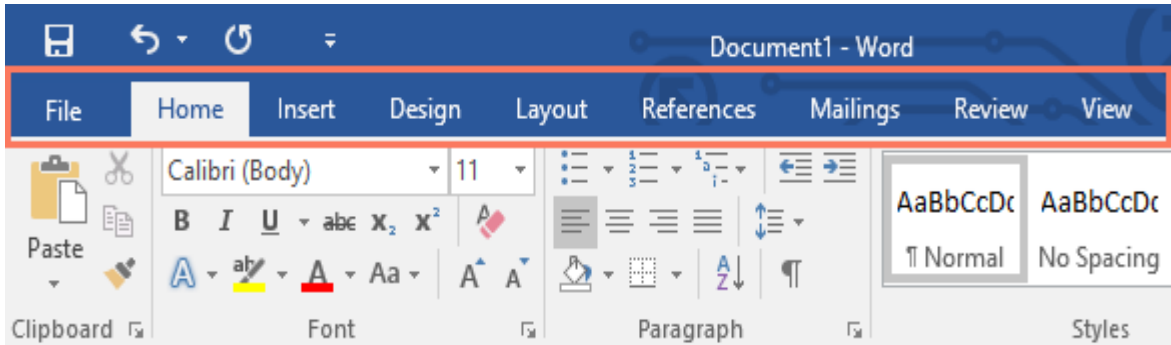 Document1 - Word
File Home Insert Design Layout References Mailings Review View
Calibri (Body) 11
B I U abc X₂ X² A
AaBbCcDc AaBbCcDc
Paste
¶ Normal No Spacing
A ab A Aa A A A Z ¶
Clipboard Font Paragraph Styles